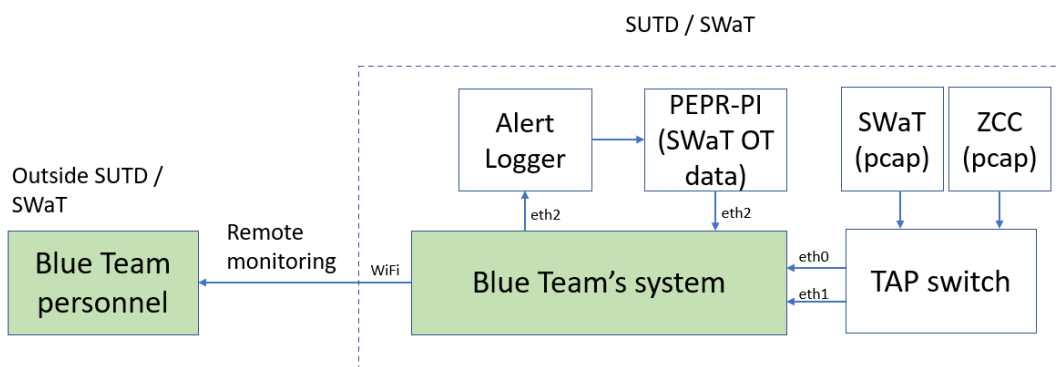 SUTD / SWaT
Alert
Logger
PEPR-PI
(SWaT OT
data)
SWaT
(pcap)
ZCC
(pcap)
Outside SUTD /
SWaT
eth2
eth2
Remote
monitoring
Blue Team
personnel
WiFi
Blue Team's system
eth0
eth1
TAP switch